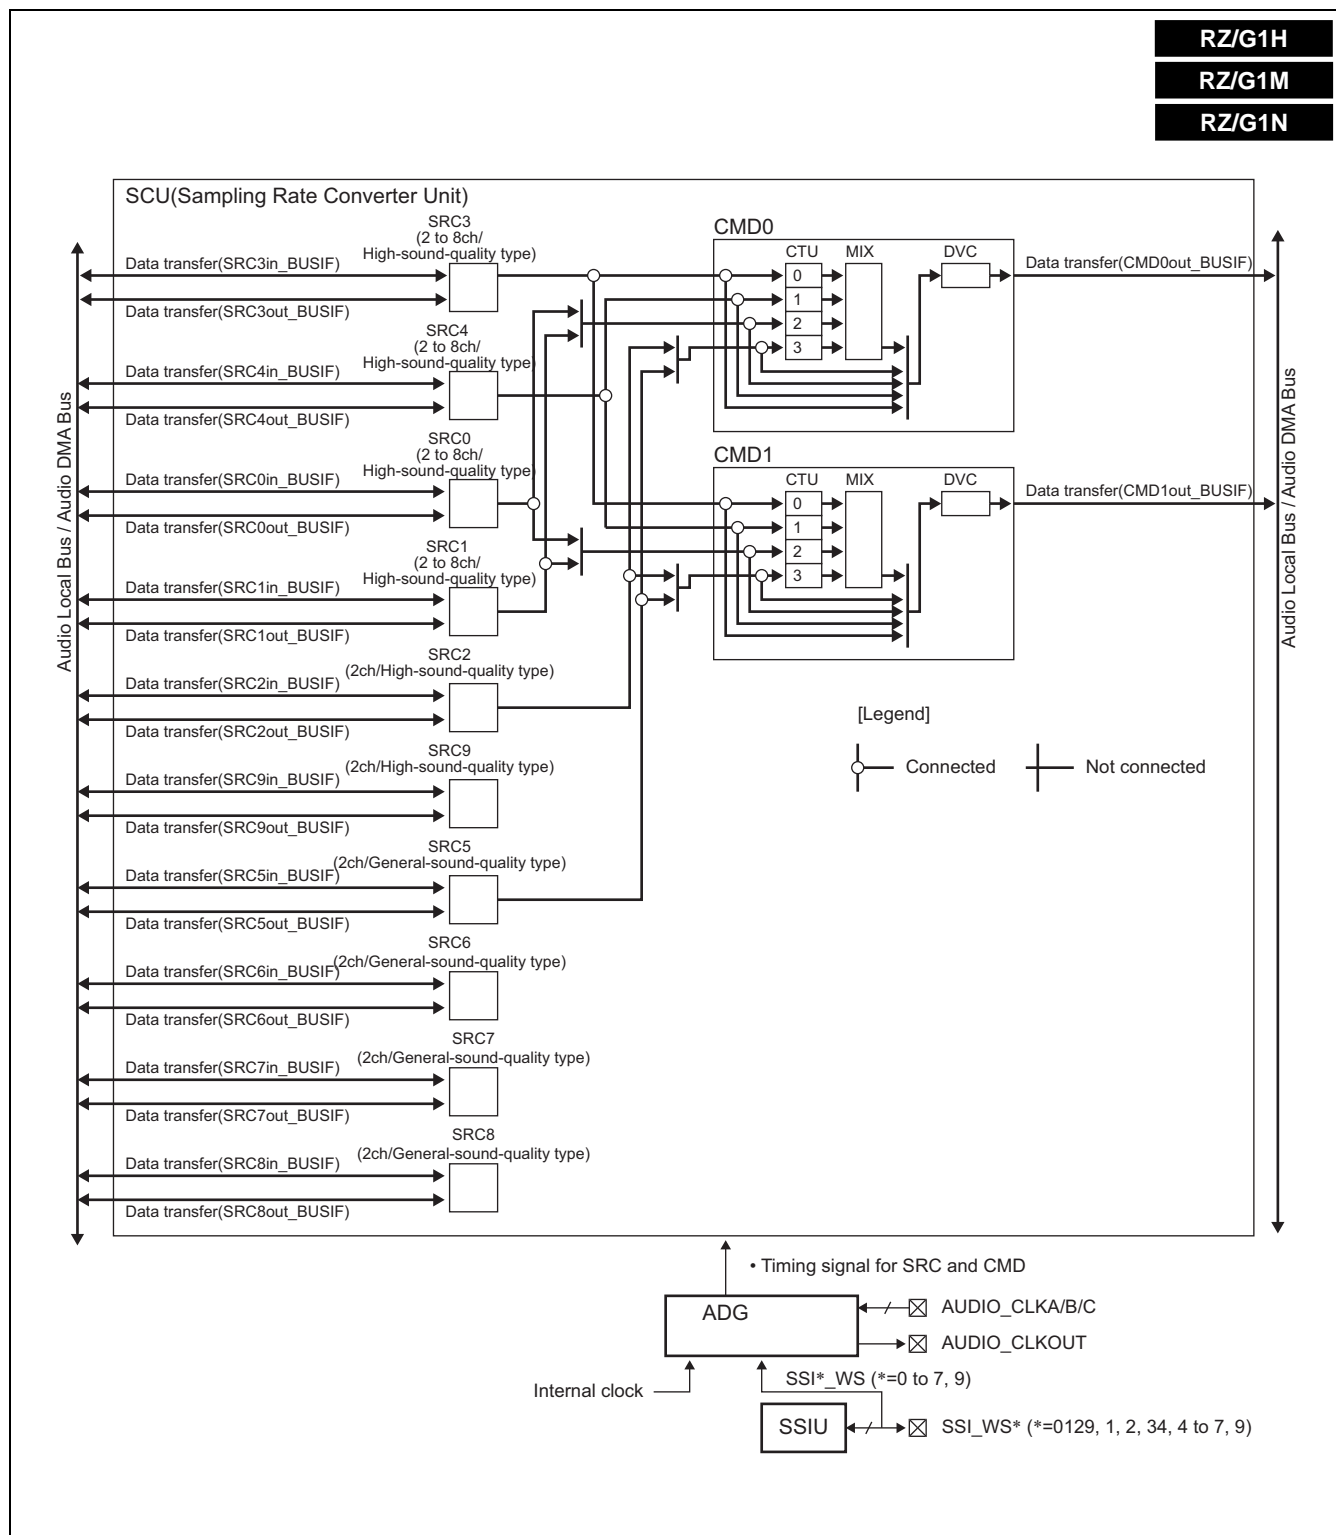 RZ/G1H
RZ/G1M
RZ/G1N
SCU(Sampling Rate Converter Unit)
SRC3
(2 to 8ch/
High-sound-quality type)
Data transfer(SRC3in_BUSIF)
Data transfer(SRC3out_BUSIF)
SRC4
(2 to 8ch/
High-sound-quality type)
Data transfer(SRC4in_BUSIF)
Data transfer(SRC4out_BUSIF)
SRC0
(2 to 8ch/
High-sound-quality type)
Data transfer(SRC0in_BUSIF)
Data transfer(SRC0out_BUSIF)
SRC1
(2 to 8ch/
High-sound-quality type)
Data transfer(SRC1in_BUSIF)
Data transfer(SRC1out_BUSIF)
SRC2
(2ch/High-sound-quality type)
Data transfer(SRC2in_BUSIF)
Data transfer(SRC2out_BUSIF)
SRC9
(2ch/High-sound-quality type)
Data transfer(SRC9in_BUSIF)
Data transfer(SRC9out_BUSIF)
SRC5
(2ch/General-sound-quality type)
Data transfer(SRC5in_BUSIF)
Data transfer(SRC5out_BUSIF)
SRC6
(2ch/General-sound-quality type)
Data transfer(SRC6in_BUSIF)
Data transfer(SRC6out_BUSIF)
SRC7
(2ch/General-sound-quality type)
Data transfer(SRC7in_BUSIF)
Data transfer(SRC7out_BUSIF)
SRC8
(2ch/General-sound-quality type)
Data transfer(SRC8in_BUSIF)
Data transfer(SRC8out_BUSIF)
Audio Local Bus / Audio DMA Bus
CMD0
CTU MIX DVC
0
1
2
3
Data transfer(CMD0out_BUSIF)
CMD1
CTU MIX DVC
0
1
2
3
Data transfer(CMD1out_BUSIF)
Audio Local Bus / Audio DMA Bus
[Legend]
Connected
Not connected
• Timing signal for SRC and CMD
ADG
AUDIO_CLKA/B/C
AUDIO_CLKOUT
Internal clock
SSI*_WS (*=0 to 7, 9)
SSIU
SSI_WS* (*=0129, 1, 2, 34, 4 to 7, 9)